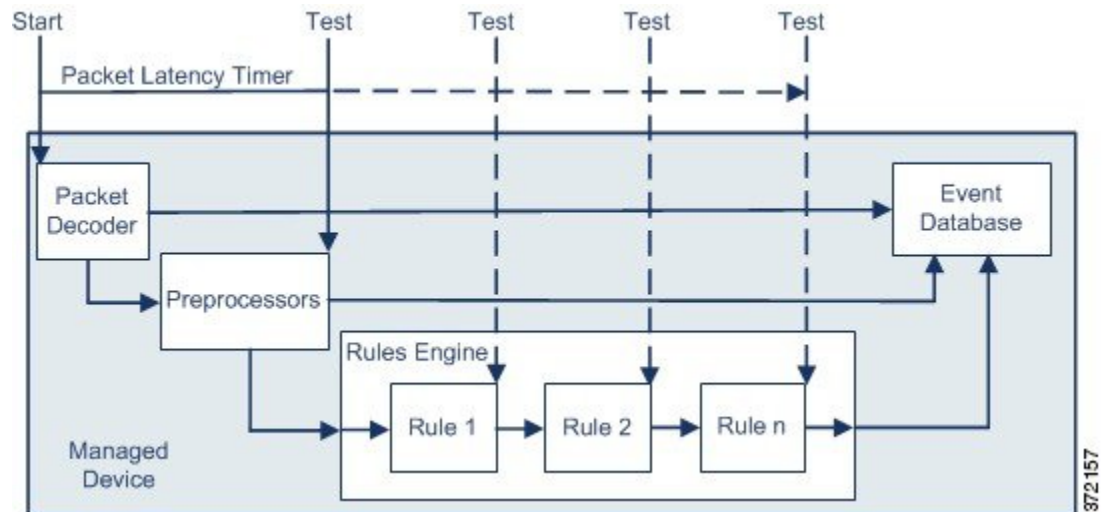 Start Test Test Test Test
Packet Latency Timer
Packet
Decoder
Event
Database
Preprocessors
Rules Engine
Rule 1 Rule 2 Rule n
Managed
Device
372157